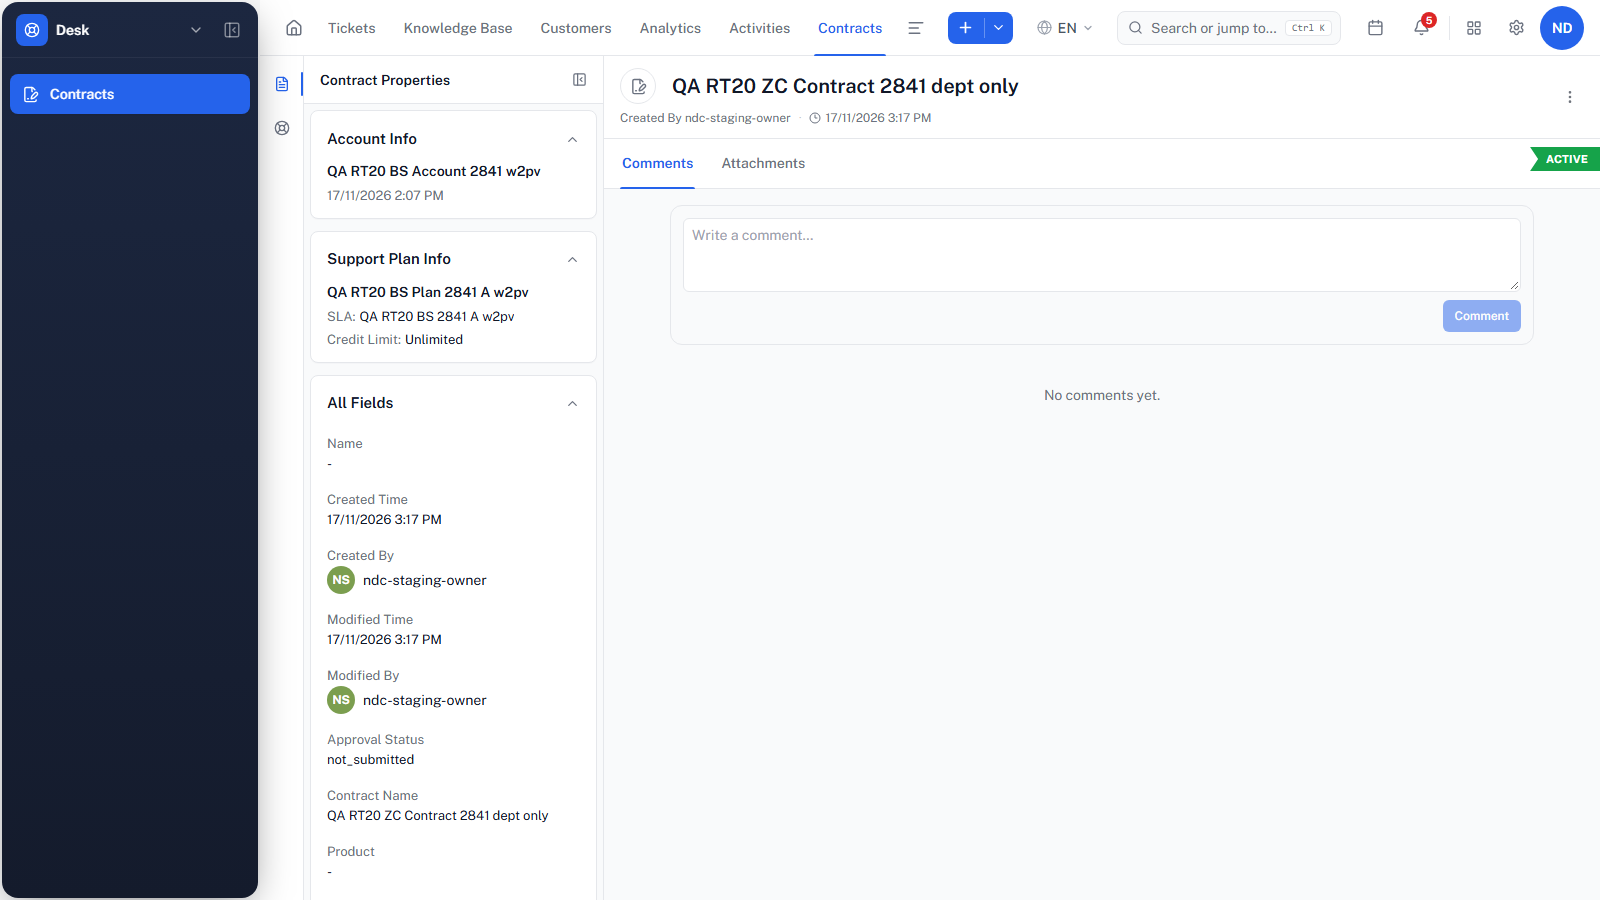 Desk
Contracts
Tickets
Knowledge Base
Customers
Analytics
Activities
Contracts
EN
Search or jump to...
Ctrl K
5
ND
Contract Properties
Account Info
QA RT20 BS Account 2841 w2pv
17/11/2026 2:07 PM
Support Plan Info
QA RT20 BS Plan 2841 A w2pv
SLA: QA RT20 BS 2841 A w2pv
Credit Limit: Unlimited
All Fields
Name
-
Created Time
17/11/2026 3:17 PM
Created By
NS ndc-staging-owner
Modified Time
17/11/2026 3:17 PM
Modified By
NS ndc-staging-owner
Approval Status
not_submitted
Contract Name
QA RT20 ZC Contract 2841 dept only
Product
-
QA RT20 ZC Contract 2841 dept only
Created By ndc-staging-owner · 17/11/2026 3:17 PM
Comments
Attachments
ACTIVE
Write a comment...
Comment
No comments yet.